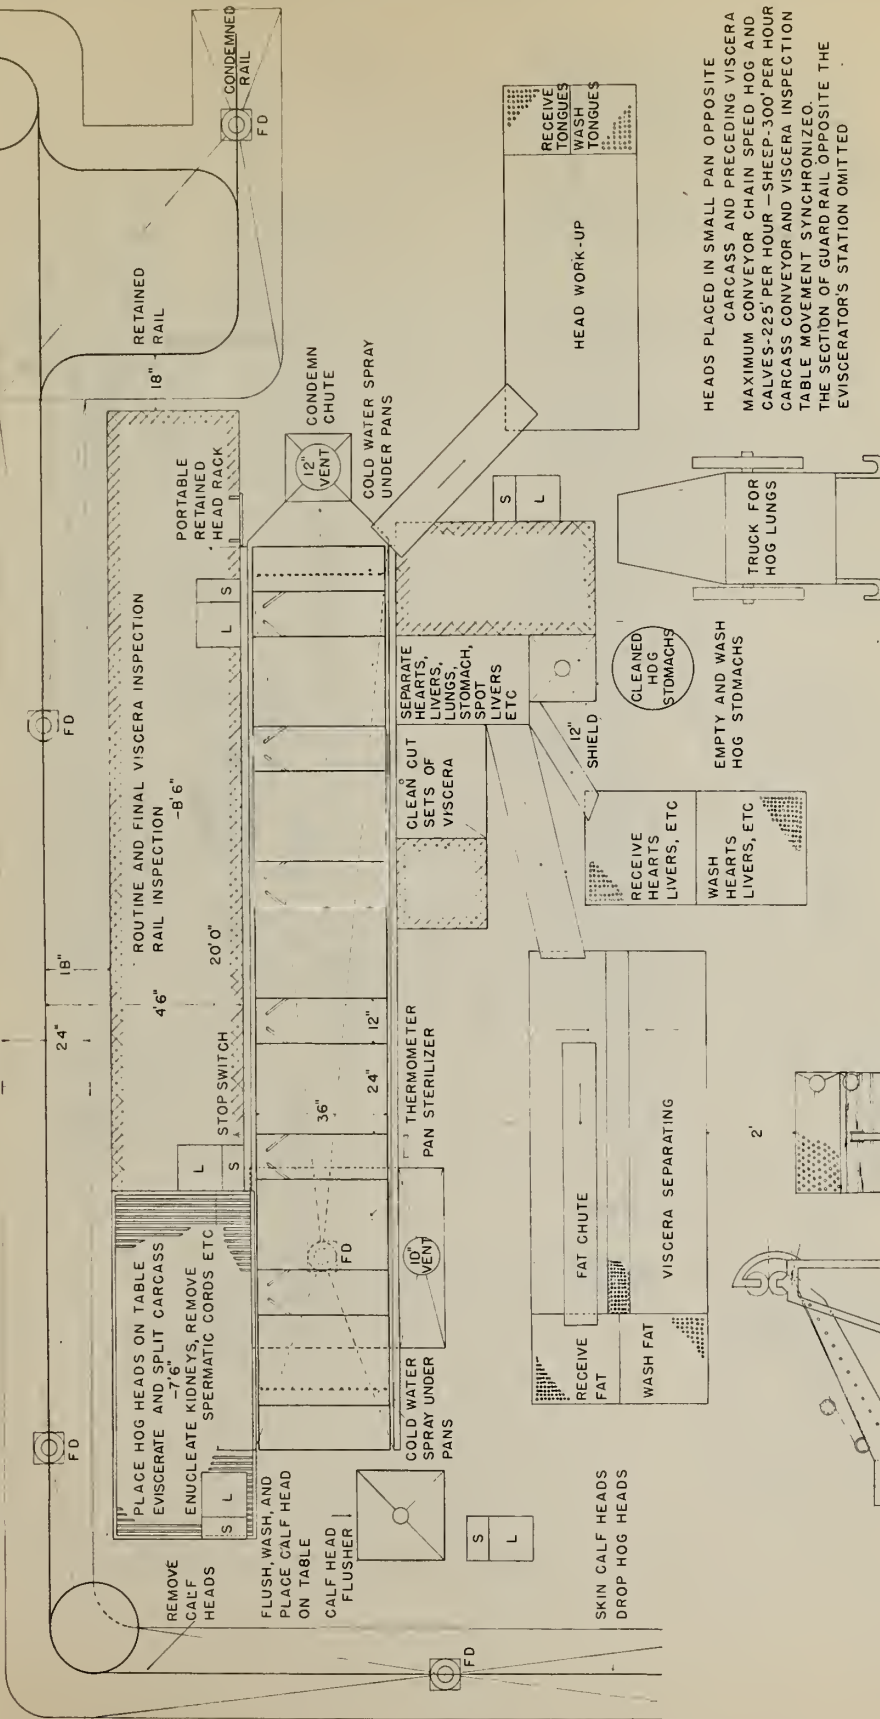 24"
18"
FD
FD
PLACE HOG HEADS ON TABLE
EVISCERATE AND SPLIT CARCASS
-7'6"
ENUCLEATE KIDNEYS, REMOVE
SPERMATIC CORDS ETC
S L
ROUTINE AND FINAL VISCERA INSPECTION
RAIL INSPECTION
-8'6"
4'6"
20'0"
STOP SWITCH
L
S
L S
PORTABLE
RETAINED
HEAD RACK
18"
RETAINED
RAIL
CONDEMNED
RAIL
FD
REMOVE
CALF
HEADS
FLUSH, WASH, AND
PLACE CALF HEAD
ON TABLE
CALF HEAD
FLUSHER
FD
36"
24"
12"
12"
VENT
CONDEMN
CHUTE
COLD WATER SPRAY
UNDER PANS
COLD WATER
SPRAY UNDER
PANS
10"
VENT
THERMOMETER
PAN STERILIZER
CLEAN CUT
SETS OF
VISCERA
SEPARATE
HEARTS,
LIVERS,
LUNGS,
STOMACH,
SPOT
LIVERS
ETC
FD
S
L
S
L
RECEIVE
TONGUES
WASH
TONGUES
HEAD WORK-UP
12"
SHIELD
SKIN CALF HEADS
DROP HOG HEADS
RECEIVE
FAT
WASH FAT
FAT CHUTE
VISCERA SEPARATING
RECEIVE
HEARTS
LIVERS, ETC
WASH
HEARTS
LIVERS, ETC
CLEANED
HOG
STOMACHS
EMPTY AND WASH
HOG STOMACHS
TRUCK FOR
HOG LUNGS
2'
HEADS PLACED IN SMALL PAN OPPOSITE
CARCASS AND PRECEDING VISCERA
MAXIMUM CONVEYOR CHAIN SPEED HOG AND
CALVES-225' PER HOUR —SHEEP-300' PER HOUR
CARCASS CONVEYOR AND VISCERA INSPECTION
TABLE MOVEMENT SYNCHRONIZED.
THE SECTION OF GUARD RAIL OPPOSITE THE
EVISCERATOR'S STATION OMITTED